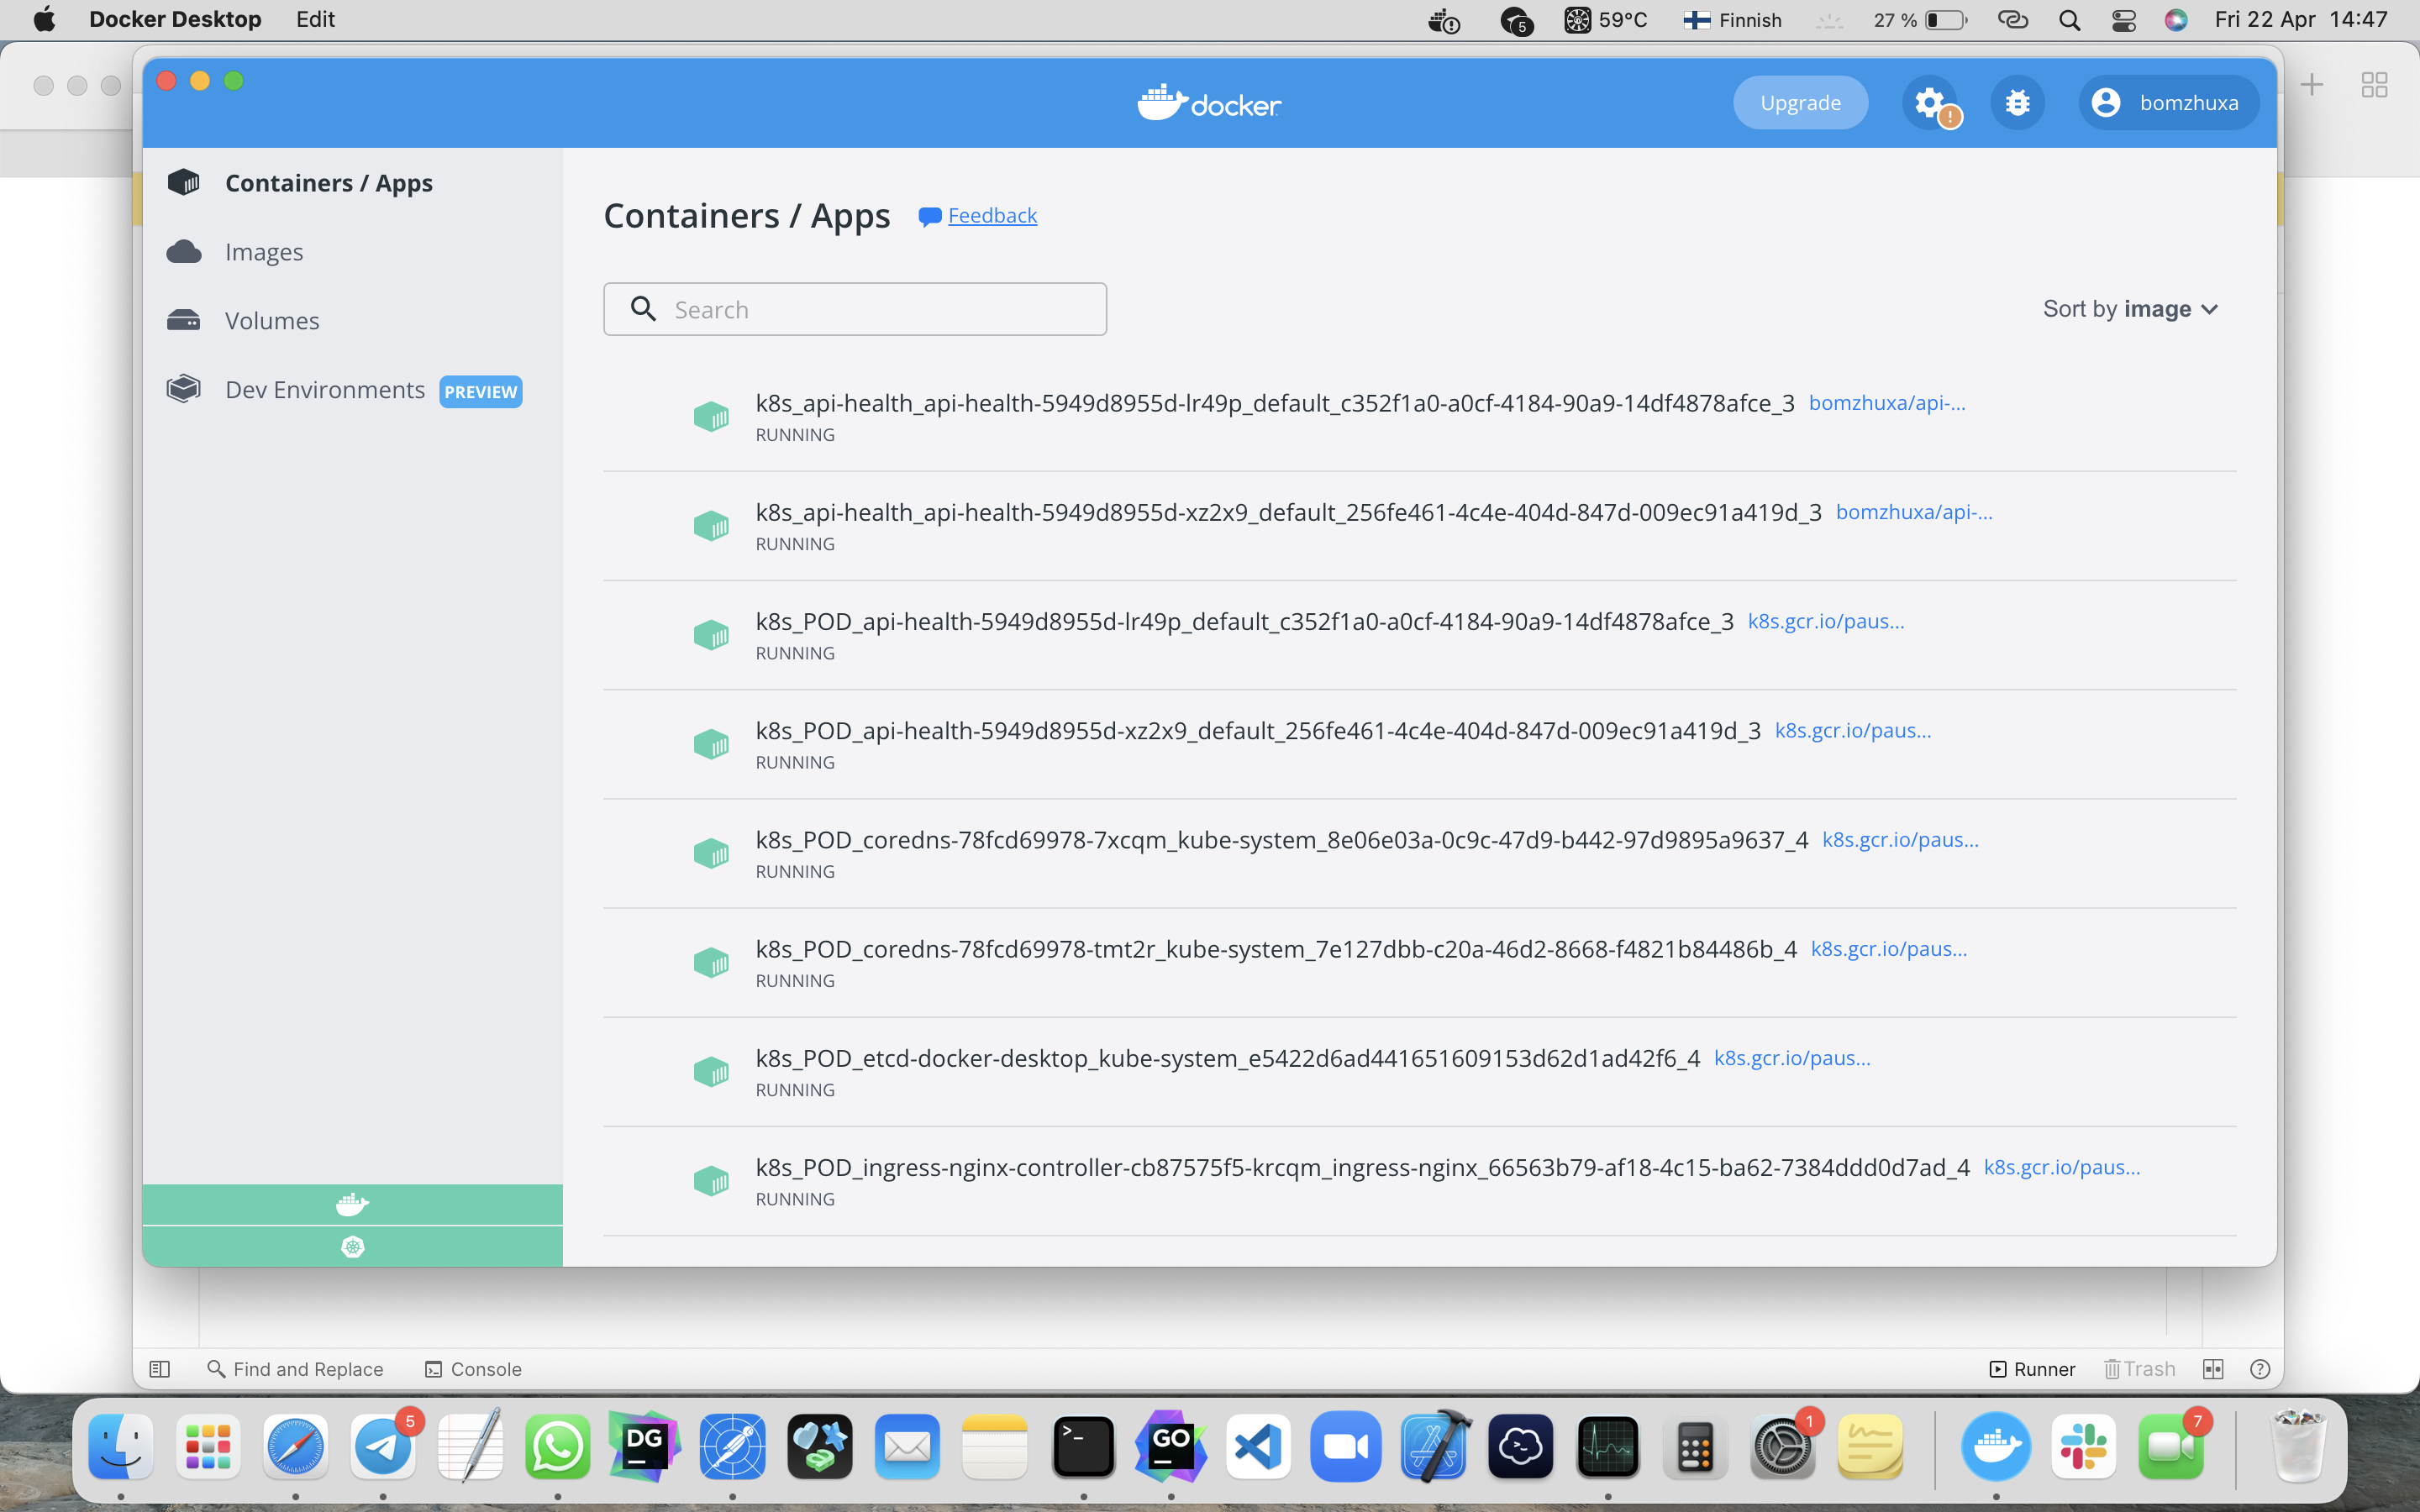 Docker Desktop Edit 5 59°C Finnish 27 % Fri 22 Apr 14:47
docker Upgrade ! bomzhuxa
Containers / Apps
Images
Volumes
Dev Environments PREVIEW
Containers / Apps Feedback
Search Sort by image
k8s_api-health_api-health-5949d8955d-lr49p_default_c352f1a0-a0cf-4184-90a9-14df4878afce_3 bomzhuxa/api-...
RUNNING
k8s_api-health_api-health-5949d8955d-xz2x9_default_256fe461-4c4e-404d-847d-009ec91a419d_3 bomzhuxa/api-...
RUNNING
k8s_POD_api-health-5949d8955d-lr49p_default_c352f1a0-a0cf-4184-90a9-14df4878afce_3 k8s.gcr.io/paus...
RUNNING
k8s_POD_api-health-5949d8955d-xz2x9_default_256fe461-4c4e-404d-847d-009ec91a419d_3 k8s.gcr.io/paus...
RUNNING
k8s_POD_coredns-78fcd69978-7xcqm_kube-system_8e06e03a-0c9c-47d9-b442-97d9895a9637_4 k8s.gcr.io/paus...
RUNNING
k8s_POD_coredns-78fcd69978-tmt2r_kube-system_7e127dbb-c20a-46d2-8668-f4821b84486b_4 k8s.gcr.io/paus...
RUNNING
k8s_POD_etcd-docker-desktop_kube-system_e5422d6ad441651609153d62d1ad42f6_4 k8s.gcr.io/paus...
RUNNING
k8s_POD_ingress-nginx-controller-cb87575f5-krcqm_ingress-nginx_66563b79-af18-4c15-ba62-7384ddd0d7ad_4 k8s.gcr.io/paus...
RUNNING
Find and Replace Console Runner Trash ?
5 DG >_ GO 1 7